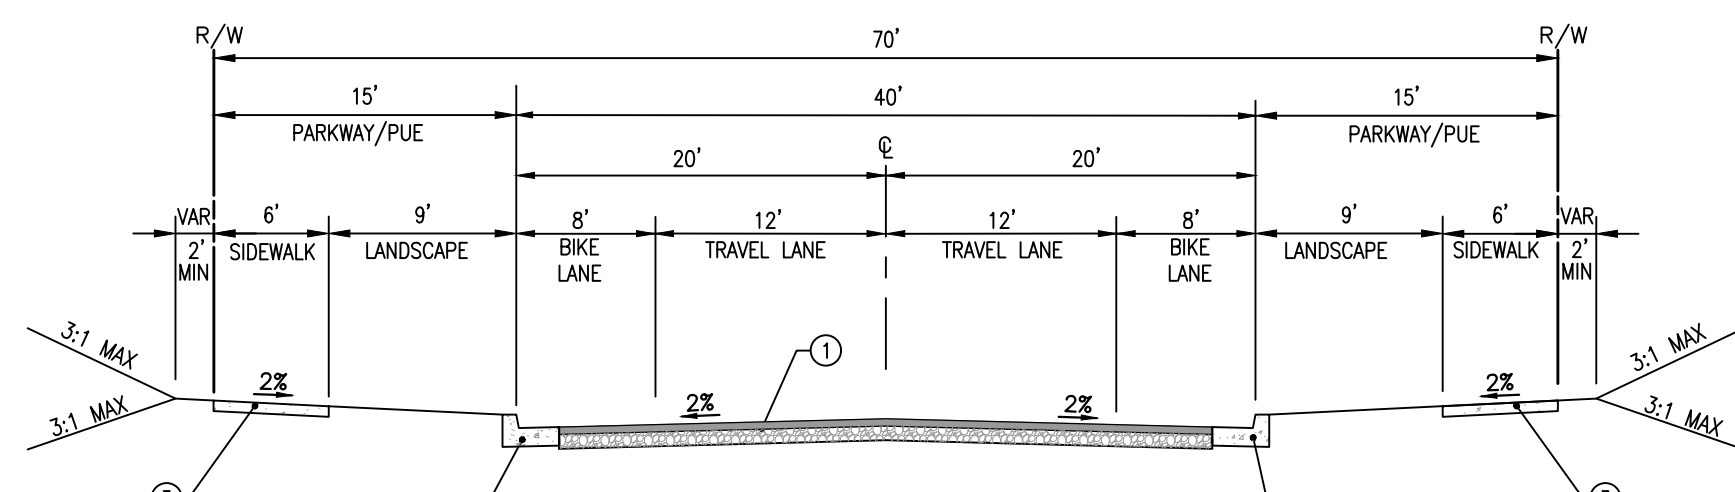 R/W
70'
R/W
15'
40'
15'
PARKWAY/PUE
PARKWAY/PUE
℄
20'
20'
VAR
6'
9'
8'
12'
12'
8'
9'
6'
VAR
2'
MIN
SIDEWALK
LANDSCAPE
BIKE
LANE
TRAVEL LANE
TRAVEL LANE
BIKE
LANE
LANDSCAPE
SIDEWALK
2'
MIN
3:1 MAX
3:1 MAX
1
2%
2%
2%
2%
3:1 MAX
3:1 MAX